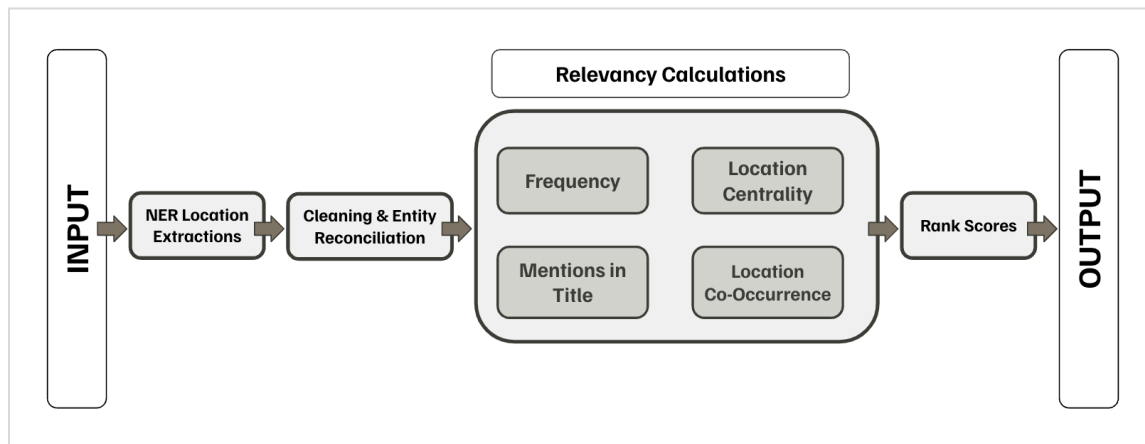 INPUT
NER Location
Extractions
Cleaning & Entity
Reconciliation
Relevancy Calculations
Frequency
Location
Centrality
Mentions in
Title
Location
Co-Occurrence
Rank Scores
OUTPUT